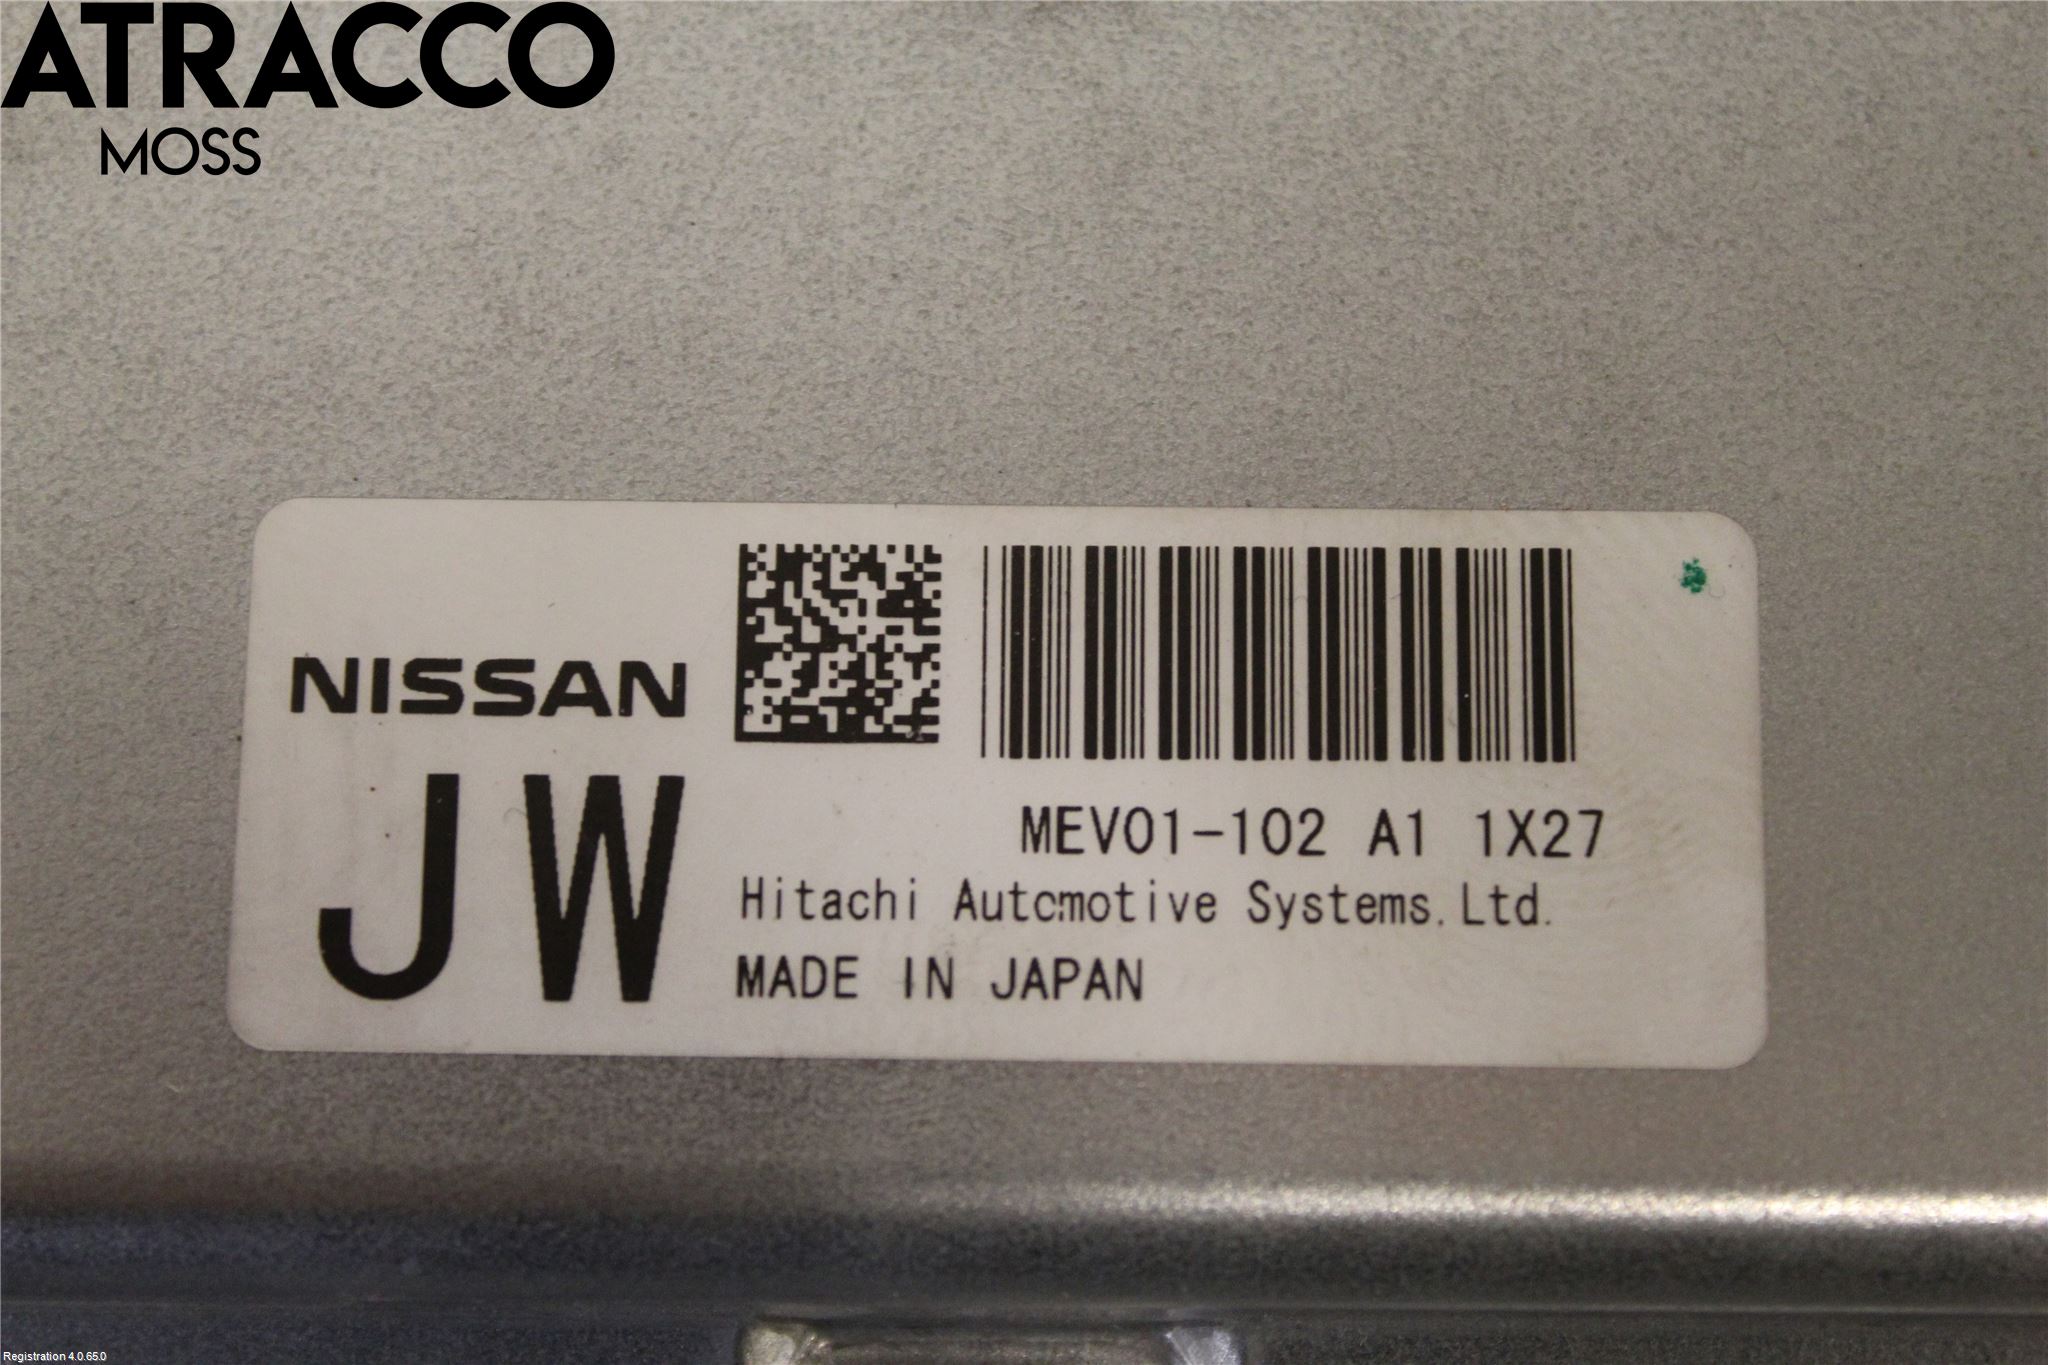 ATRACCO
MOSS
NISSAN
JW
MEV01-102 A1 1X27
Hitachi Automotive Systems.Ltd.
MADE IN JAPAN
Registration 4.0.65.0